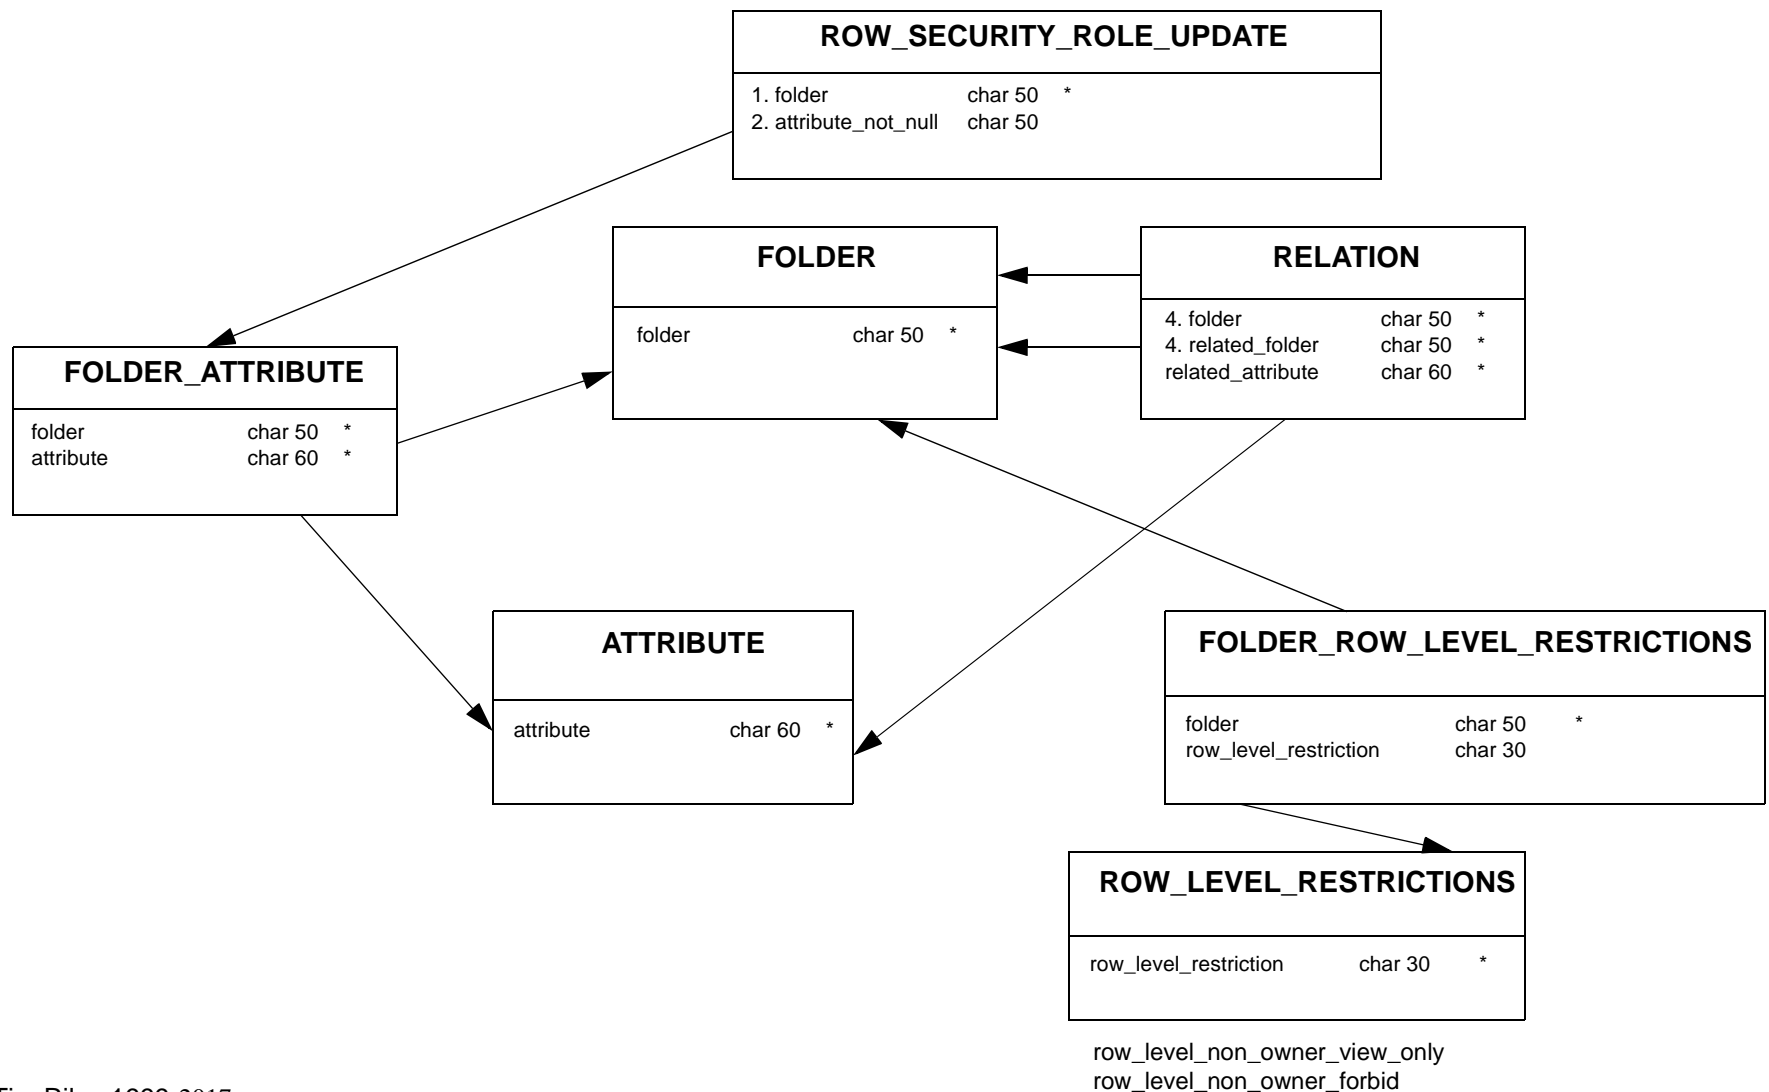 ROW_SECURITY_ROLE_UPDATE
1. folder char 50 *
2. attribute_not_null char 50
FOLDER
folder char 50 *
RELATION
4. folder char 50 *
4. related_folder char 50 *
related_attribute char 60 *
FOLDER_ATTRIBUTE
folder char 50 *
attribute char 60 *
ATTRIBUTE
attribute char 60 *
FOLDER_ROW_LEVEL_RESTRICTIONS
folder char 50 *
row_level_restriction char 30
ROW_LEVEL_RESTRICTIONS
row_level_restriction char 30 *
row_level_non_owner_view_only
row_level_non_owner_forbid